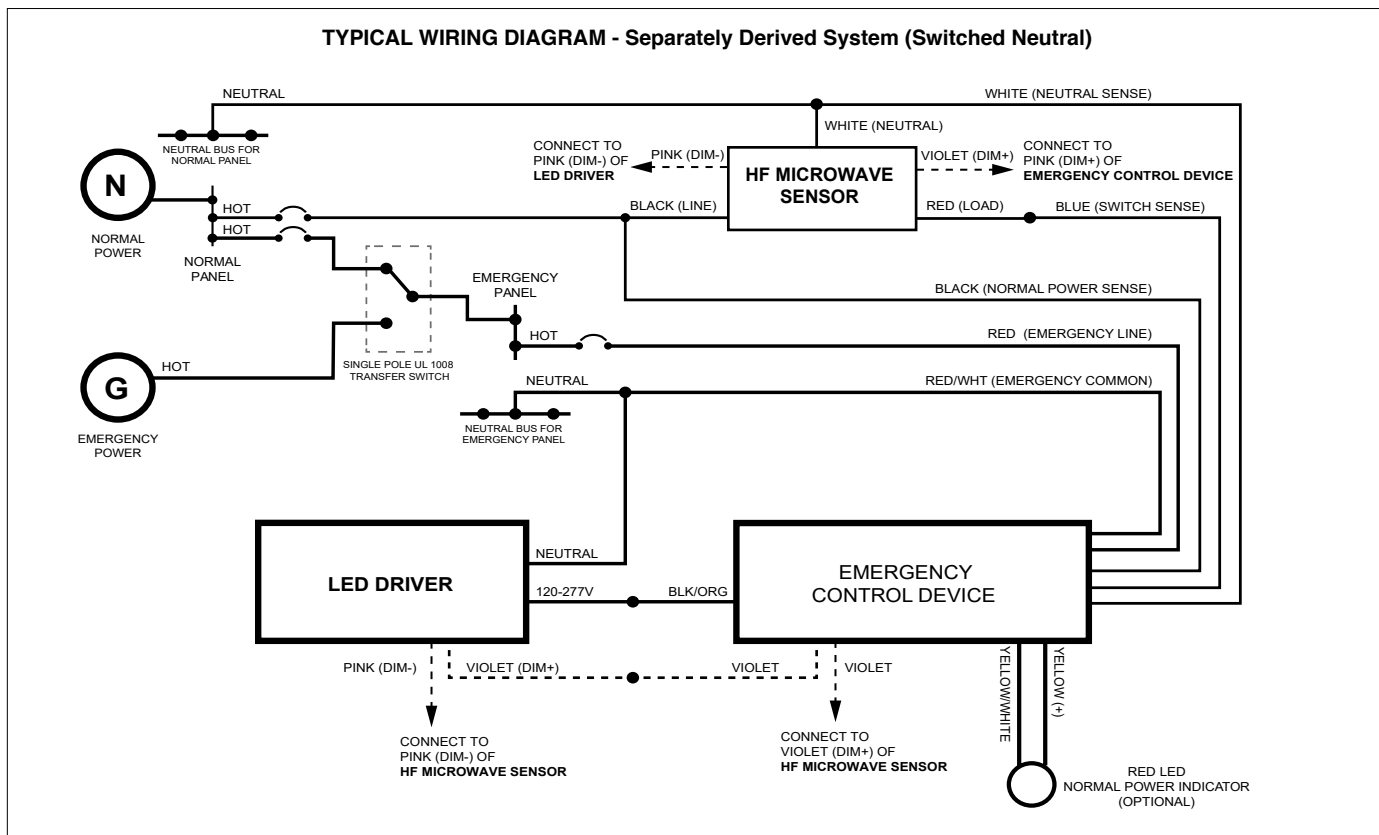 TYPICAL WIRING DIAGRAM - Separately Derived System (Switched Neutral)
NEUTRAL
WHITE (NEUTRAL SENSE)
NEUTRAL BUS FOR
NORMAL PANEL
WHITE (NEUTRAL)
CONNECT TO
PINK (DIM-) OF
LED DRIVER
PINK (DIM-)
HF MICROWAVE
SENSOR
VIOLET (DIM+)
CONNECT TO
PINK (DIM+) OF
EMERGENCY CONTROL DEVICE
N
NORMAL
POWER
HOT
HOT
NORMAL
PANEL
BLACK (LINE)
RED (LOAD)
BLUE (SWITCH SENSE)
EMERGENCY
PANEL
BLACK (NORMAL POWER SENSE)
HOT
RED (EMERGENCY LINE)
SINGLE POLE UL 1008
TRANSFER SWITCH
G
HOT
EMERGENCY
POWER
NEUTRAL
RED/WHT (EMERGENCY COMMON)
NEUTRAL BUS FOR
EMERGENCY PANEL
LED DRIVER
NEUTRAL
120-277V
BLK/ORG
EMERGENCY
CONTROL DEVICE
PINK (DIM-)
VIOLET (DIM+)
VIOLET
VIOLET
YELLOW/WHITE
YELLOW (+)
CONNECT TO
PINK (DIM-) OF
HF MICROWAVE SENSOR
CONNECT TO
VIOLET (DIM+) OF
HF MICROWAVE SENSOR
RED LED
NORMAL POWER INDICATOR
(OPTIONAL)